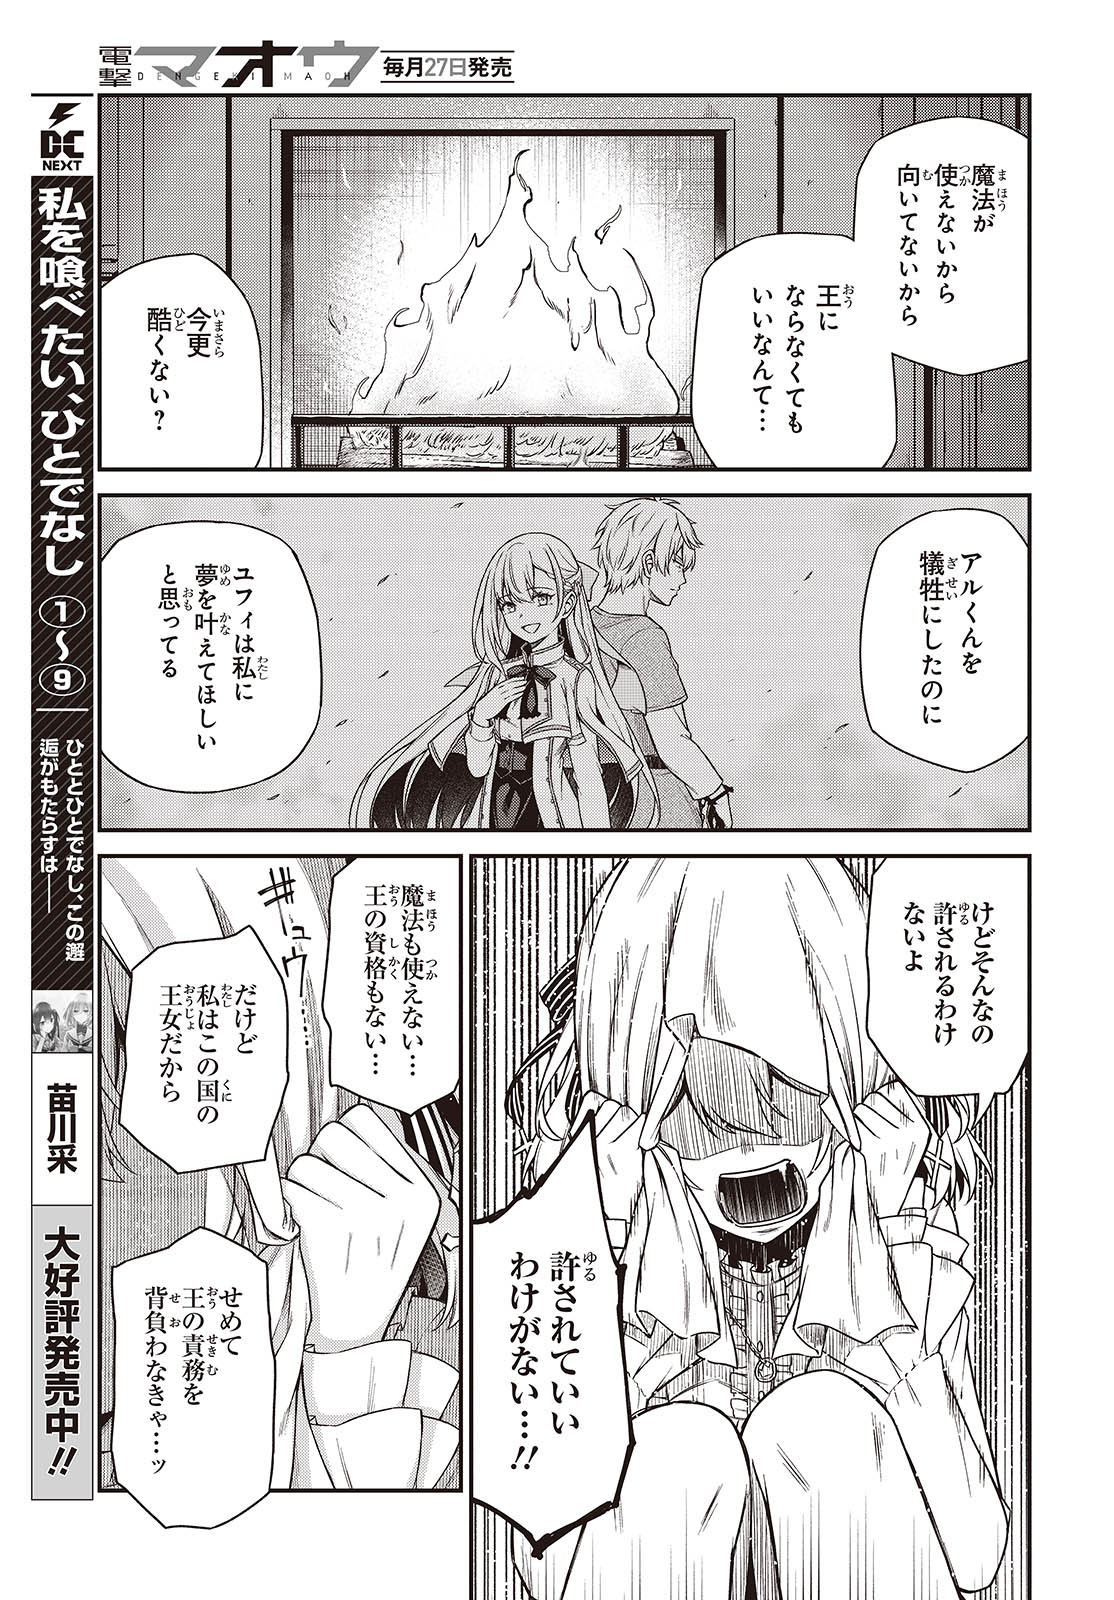 電撃マオウ
DENGEKI MAOH
毎月27日発売
魔法が
使えないから
向いてないから
王に
ならなくても
いいなんて…
今更
酷くない？
アルくんを
犠牲にしたのに
ユフィは私に
夢を叶えてほしい
と思ってる
けどそんなの
許されるわけ
ないよ
許されていい
わけがない…!!
魔法も使えない…
王の資格もない…
ギュウ
だけど
私はこの国の
王女だから
せめて
王の責務を
背負わなきゃ…ッ
DC
NEXT
私を喰べたい、ひとでなし ①～⑨
ひととひとでなし、この邂
逅がもたらすは――
苗川采
大好評発売中!!